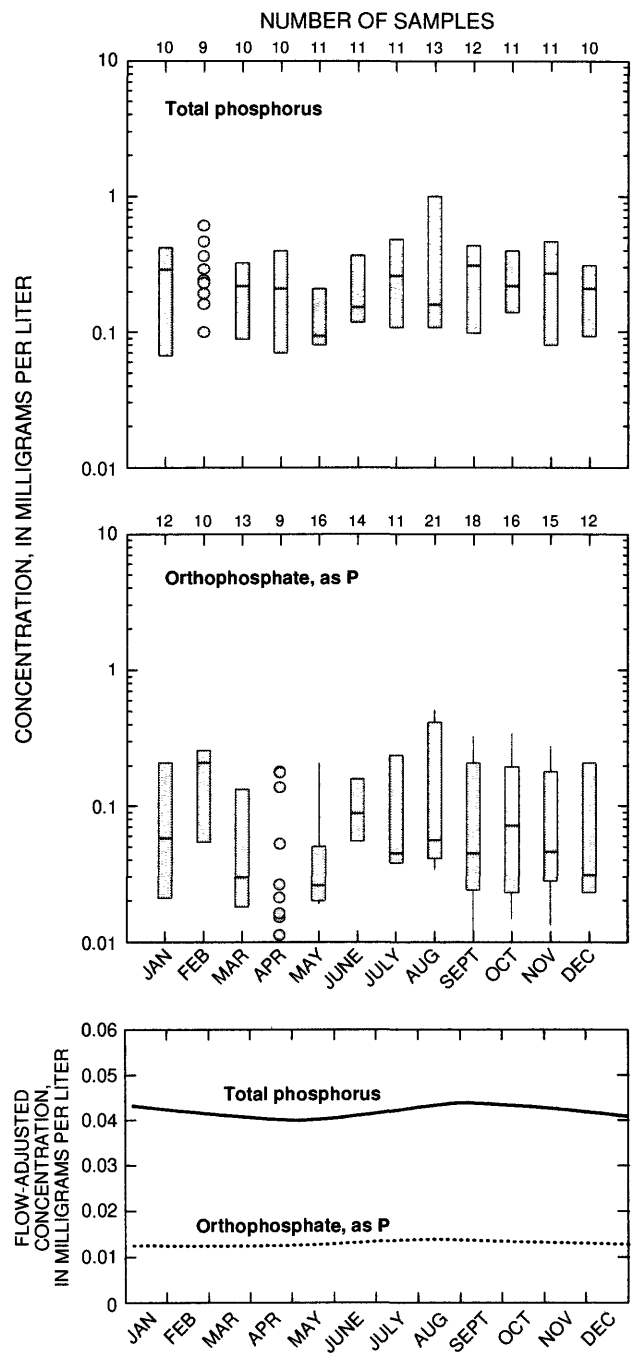 NUMBER OF SAMPLES
10 9 10 10 11 11 11 13 12 11 11 10
10
Total phosphorus
1
0.1
0.01
CONCENTRATION, IN MILLIGRAMS PER LITER
12 10 13 9 16 14 11 21 18 16 15 12
10
Orthophosphate, as P
1
0.1
0.01
JAN FEB MAR APR MAY JUNE JULY AUG SEPT OCT NOV DEC
FLOW-ADJUSTED
CONCENTRATION,
IN MILLIGRAMS PER LITER
0.06
0.05
Total phosphorus
0.04
0.03
0.02
Orthophosphate, as P
0.01
0
JAN FEB MAR APR MAY JUNE JULY AUG SEPT OCT NOV DEC